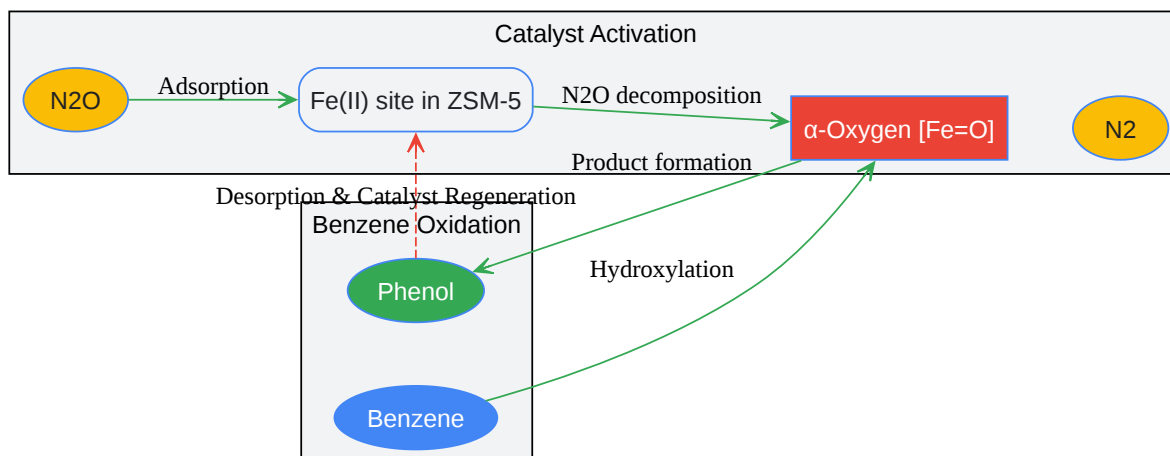 Catalyst Activation
N2O
Adsorption
Fe(II) site in ZSM-5
N2O decomposition
α-Oxygen [Fe=O]
N2
Product formation
Desorption & Catalyst Regeneration
Benzene Oxidation
Hydroxylation
Phenol
Benzene